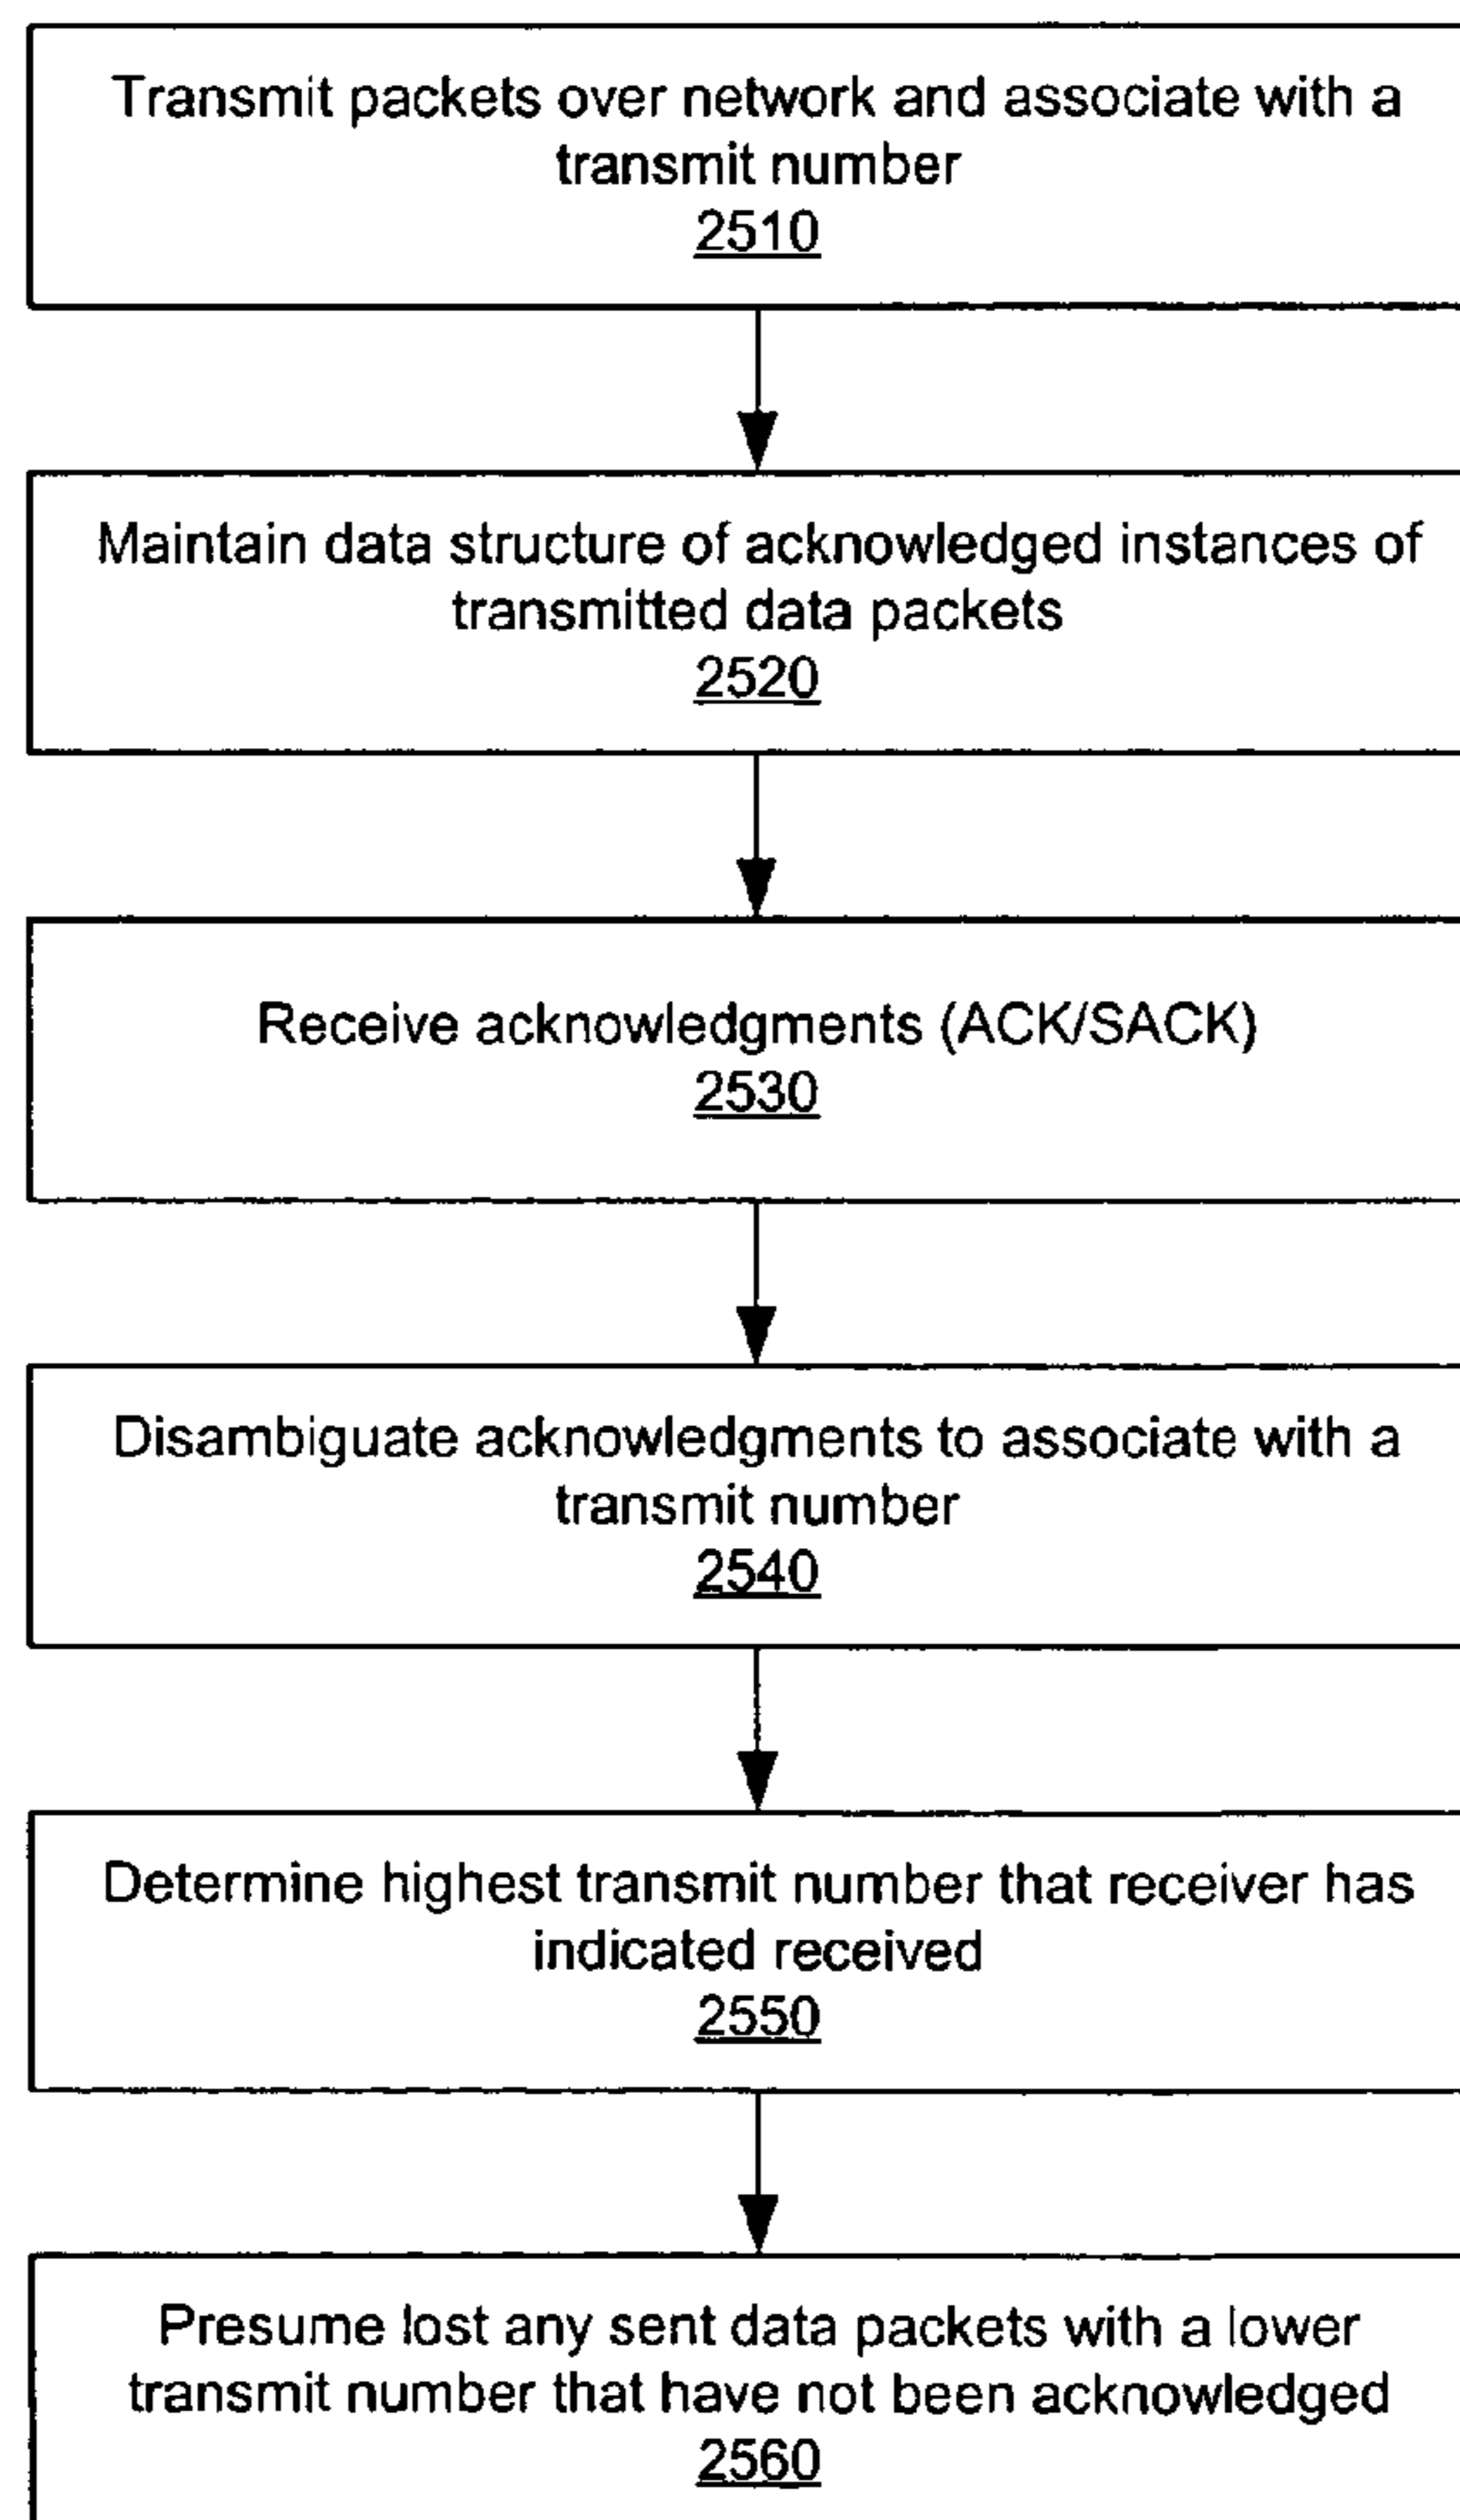 Transmit packets over network and associate with a
transmit number
2510
Maintain data structure of acknowledged instances of
transmitted data packets
2520
Receive acknowledgments (ACK/SACK)
2530
Disambiguate acknowledgments to associate with a
transmit number
2540
Determine highest transmit number that receiver has
indicated received
2550
Presume lost any sent data packets with a lower
transmit number that have not been acknowledged
2560